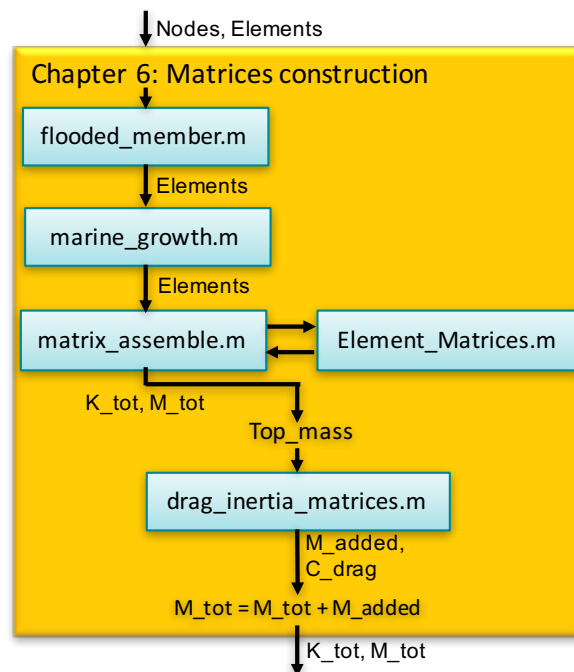 Nodes, Elements
Chapter 6: Matrices construction
flooded_member.m
Elements
marine_growth.m
Elements
matrix_assemble.m
Element_Matrices.m
K_tot, M_tot
Top_mass
drag_inertia_matrices.m
M_added,
C_drag
M_tot = M_tot + M_added
K_tot, M_tot